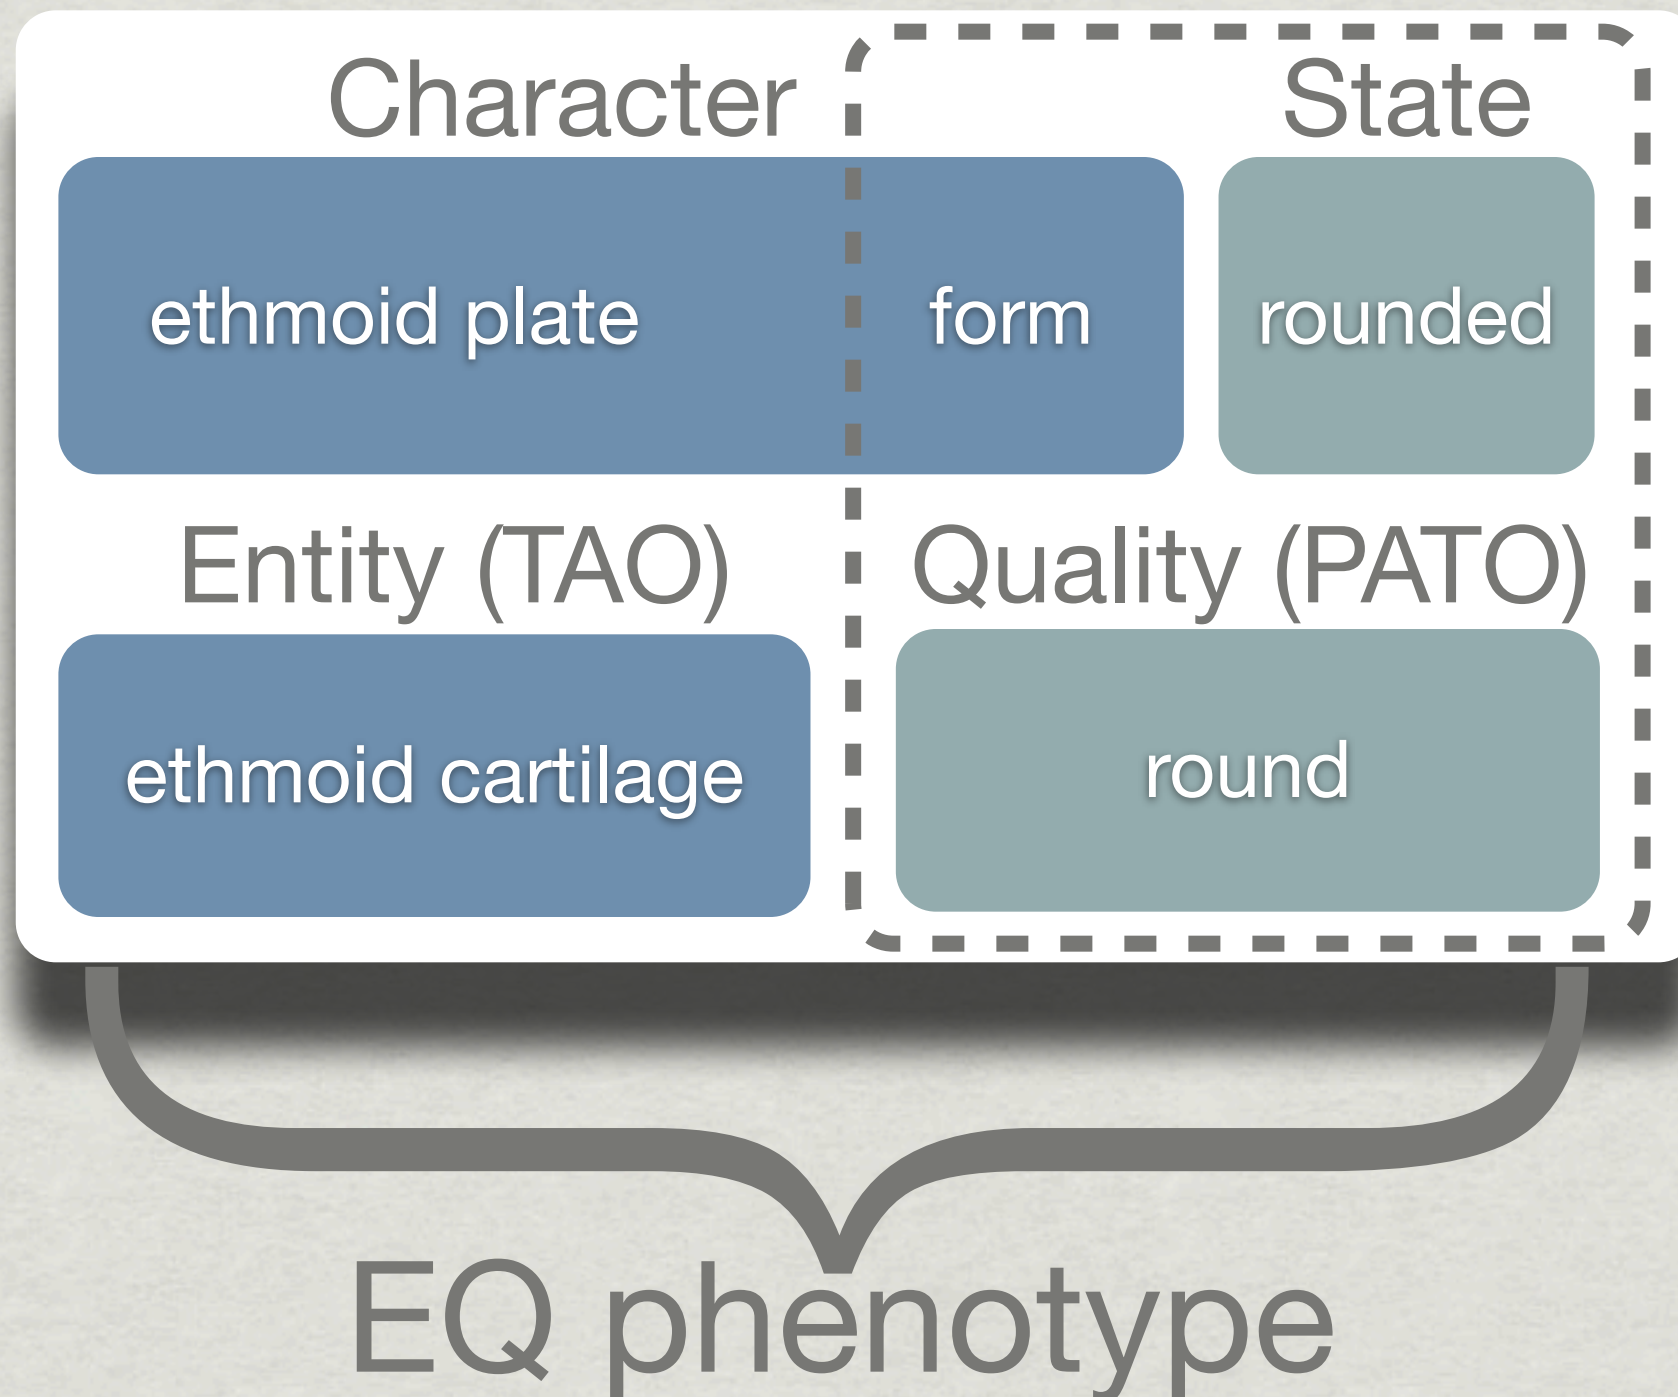 Character State
ethmoid plate form rounded
Entity (TAO) Quality (PATO)
ethmoid cartilage round
EQ phenotype